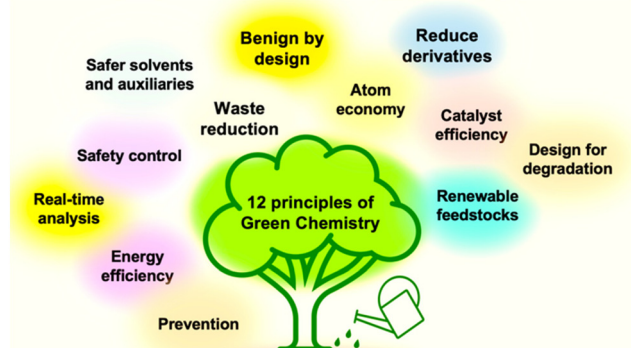 Benign by
design
Reduce
derivatives
Safer solvents
and auxiliaries
Atom
economy
Waste
reduction
Catalyst
efficiency
Safety control
Design for
degradation
Real-time
analysis
12 principles of
Green Chemistry
Renewable
feedstocks
Energy
efficiency
Prevention